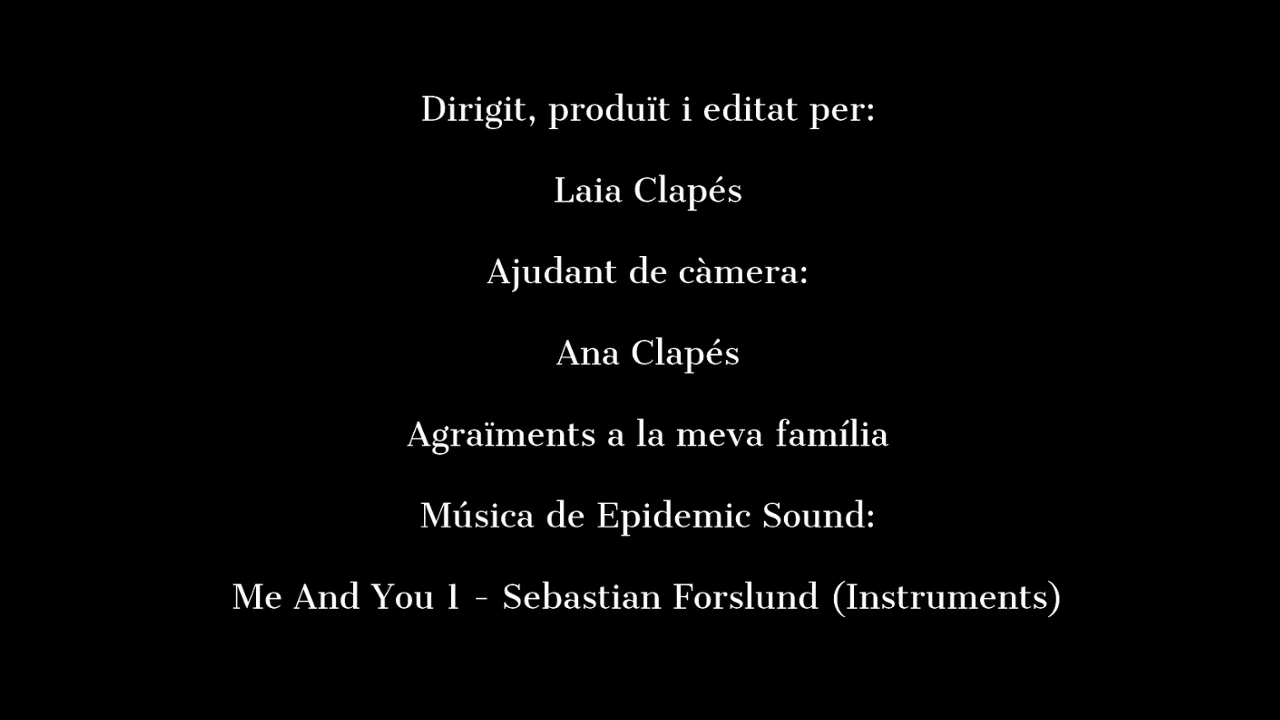 Dirigit, produït i editat per:
Laia Clapés
Ajudant de càmera:
Ana Clapés
Agraïments a la meva família
Música de Epidemic Sound:
Me And You 1 - Sebastian Forslund (Instruments)